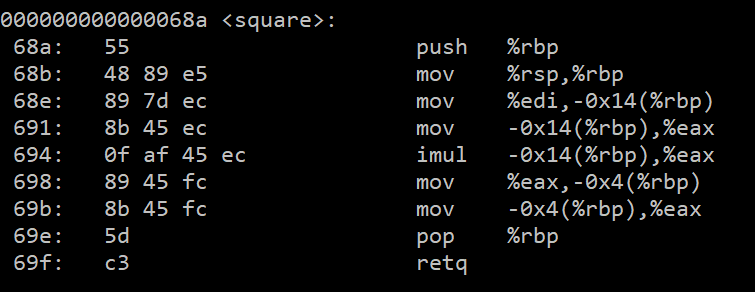 000000000000068a <square>:
 68a:   55                      push   %rbp
 68b:   48 89 e5                mov    %rsp,%rbp
 68e:   89 7d ec                mov    %edi,-0x14(%rbp)
 691:   8b 45 ec                mov    -0x14(%rbp),%eax
 694:   0f af 45 ec             imul   -0x14(%rbp),%eax
 698:   89 45 fc                mov    %eax,-0x4(%rbp)
 69b:   8b 45 fc                mov    -0x4(%rbp),%eax
 69e:   5d                      pop    %rbp
 69f:   c3                      retq